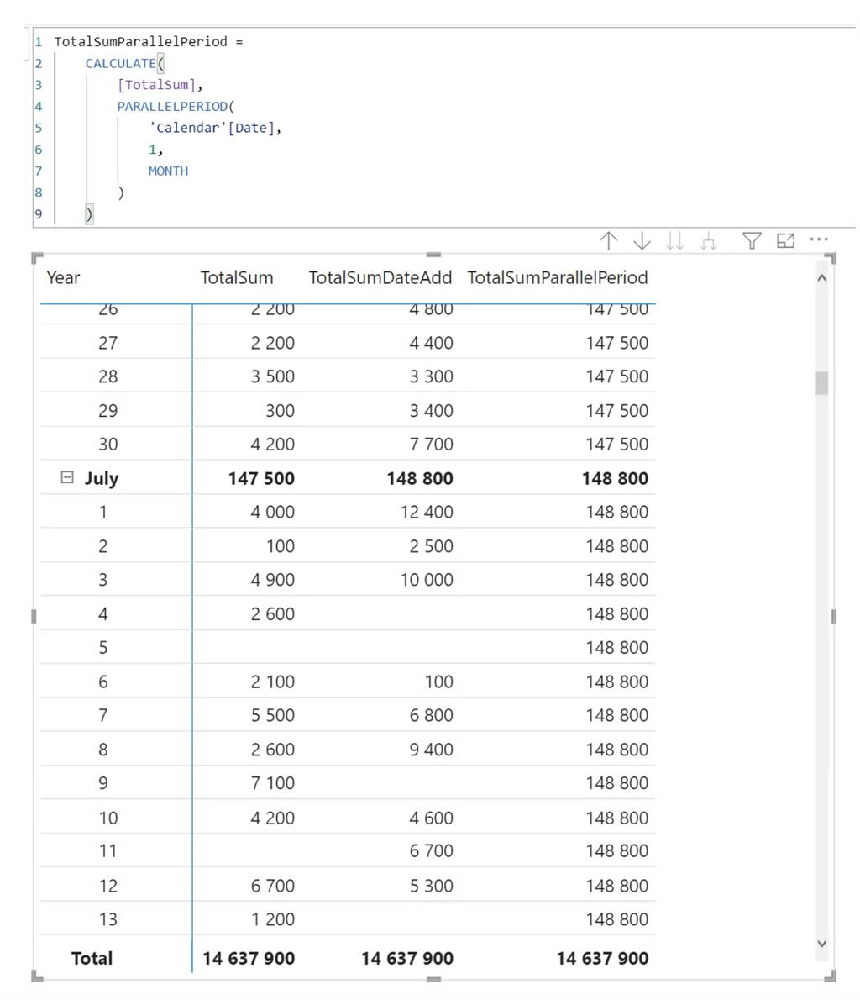 1 TotalSumParallelPeriod =
2 CALCULATE(
3 [TotalSum],
4 PARALLELPERIOD(
5 'Calendar'[Date],
6 1,
7 MONTH
8 )
9 )
Year TotalSum TotalSumDateAdd TotalSumParallelPeriod
26 2 200 4 800 147 500
27 2 200 4 400 147 500
28 3 500 3 300 147 500
29 300 3 400 147 500
30 4 200 7 700 147 500
July 147 500 148 800 148 800
1 4 000 12 400 148 800
2 100 2 500 148 800
3 4 900 10 000 148 800
4 2 600 148 800
5 148 800
6 2 100 100 148 800
7 5 500 6 800 148 800
8 2 600 9 400 148 800
9 7 100 148 800
10 4 200 4 600 148 800
11 6 700 148 800
12 6 700 5 300 148 800
13 1 200 148 800
Total 14 637 900 14 637 900 14 637 900